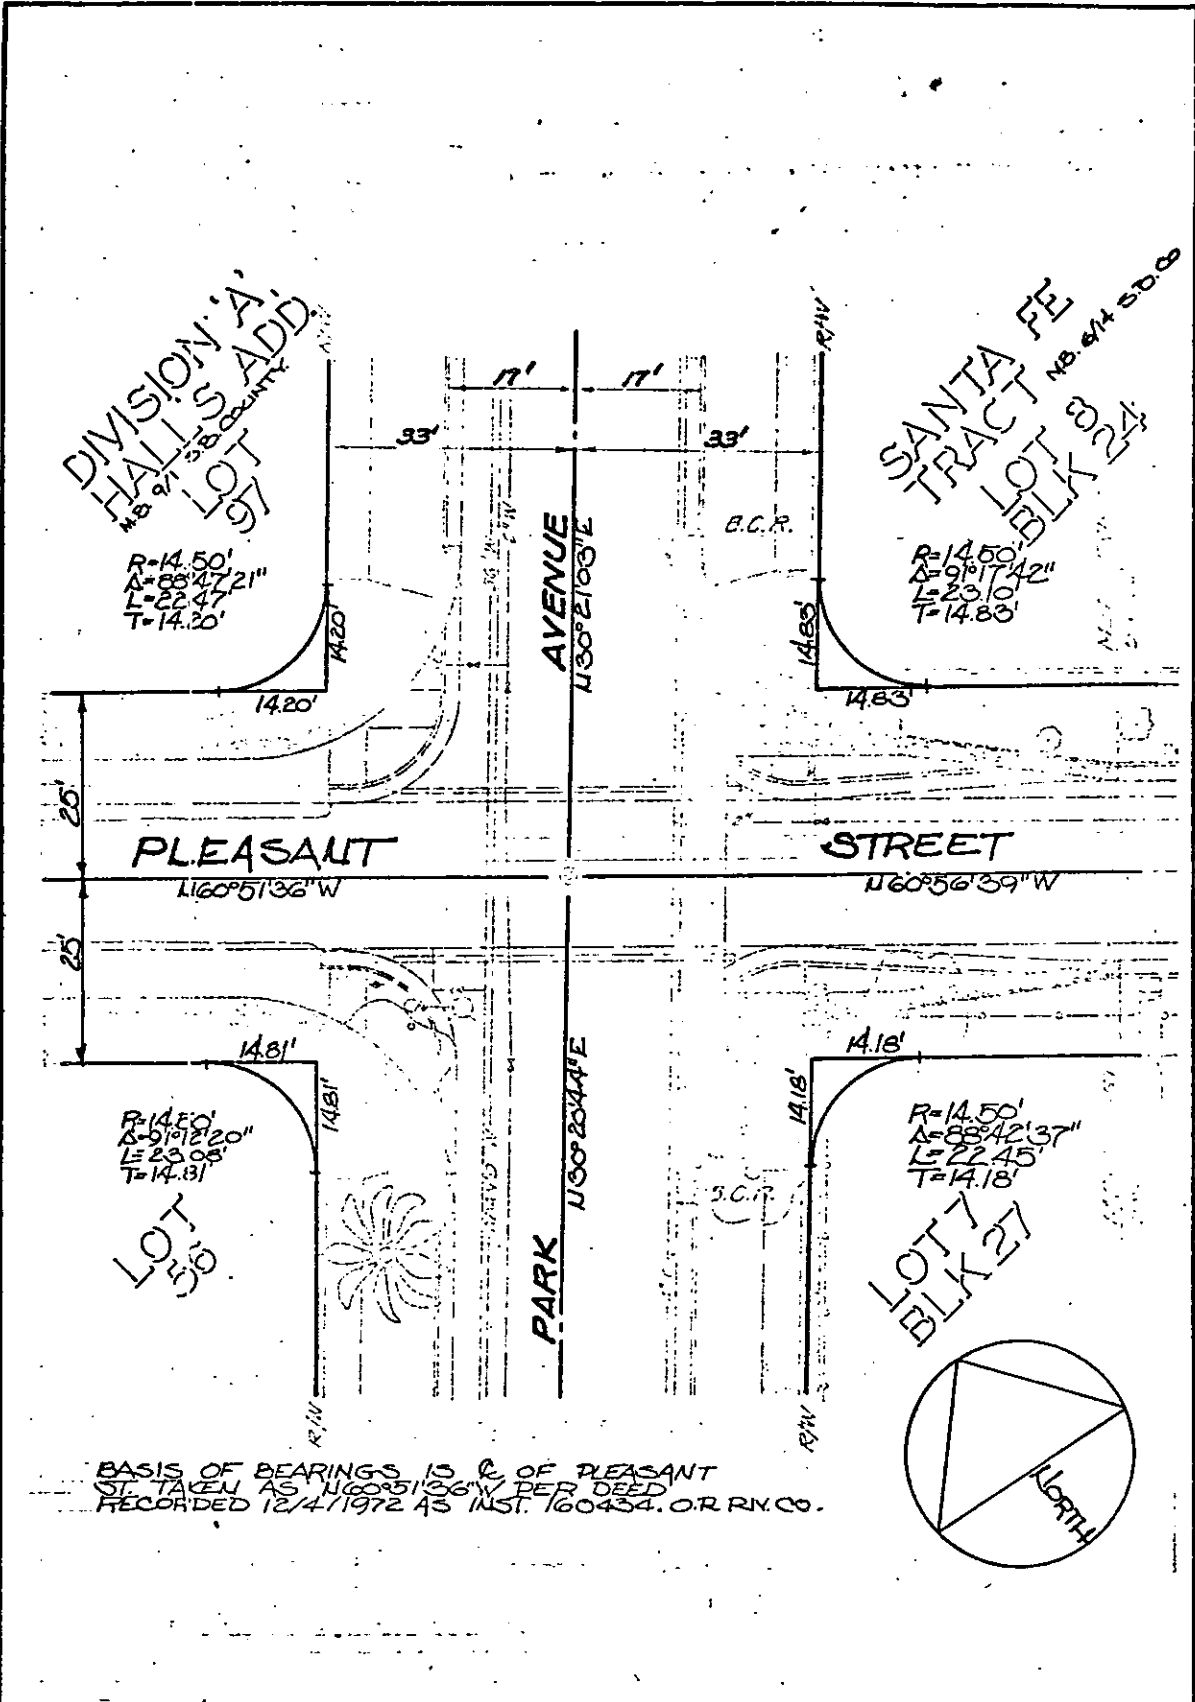 DIVISION 'A'
HALL'S ADD.
M.B. 9/1 S.B. COUNTY
LOT
97
R=14.50'
Δ=88°47'21"
L=22.47'
T=14.20'
14.20'
14.20'
17'
17'
33'
33'
R/W
SANTA FE
TRACT
M.B. 6/14 S.D. CO
LOT 8
BLK 24
B.C.R.
R=14.50'
Δ=91°17'42"
L=23.10'
T=14.83'
14.83'
14.83'
AVENUE
N30°21'03"E
2"W
25'
25'
PLEASANT
STREET
N60°51'36"W
N60°56'39"W
2"
14.81'
14.81'
R=14.50'
Δ=91°12'20"
L=23.08'
T=14.81'
LOT
56
N30°20'44"E
PARK
GAS
14.18'
14.18'
R=14.50'
Δ=88°42'37"
L=22.45'
T=14.18'
B.C.R.
LOT 7
BLK 27
R/W
R/W
NORTH
BASIS OF BEARINGS IS ℄ OF PLEASANT
ST. TAKEN AS N60°51'36"W PER DEED
RECORDED 12/4/1972 AS INST. 160434. O.R. RIV. CO.